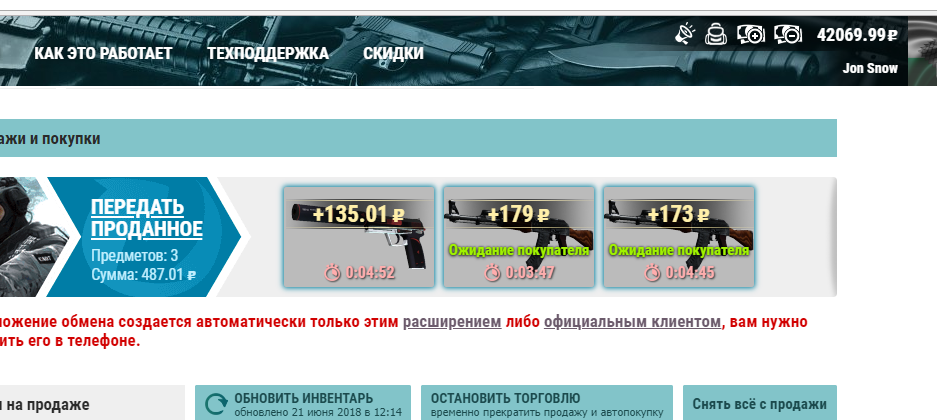 42069.99 ₽
КАК ЭТО РАБОТАЕТ ТЕХПОДДЕРЖКА СКИДКИ
Jon Snow
ажи и покупки
ПЕРЕДАТЬ
ПРОДАННОЕ
Предметов: 3
Сумма: 487.01 ₽
+135.01 ₽
0:04:52
+179 ₽
Ожидание покупателя
0:03:47
+173 ₽
Ожидание покупателя
0:04:45
ложение обмена создается автоматически только этим расширением либо официальным клиентом, вам нужно
ить его в телефоне.
на продаже
ОБНОВИТЬ ИНВЕНТАРЬ
обновлено 21 июня 2018 в 12:14
ОСТАНОВИТЬ ТОРГОВЛЮ
временно прекратить продажу и автопокупку
Снять всё с продажи